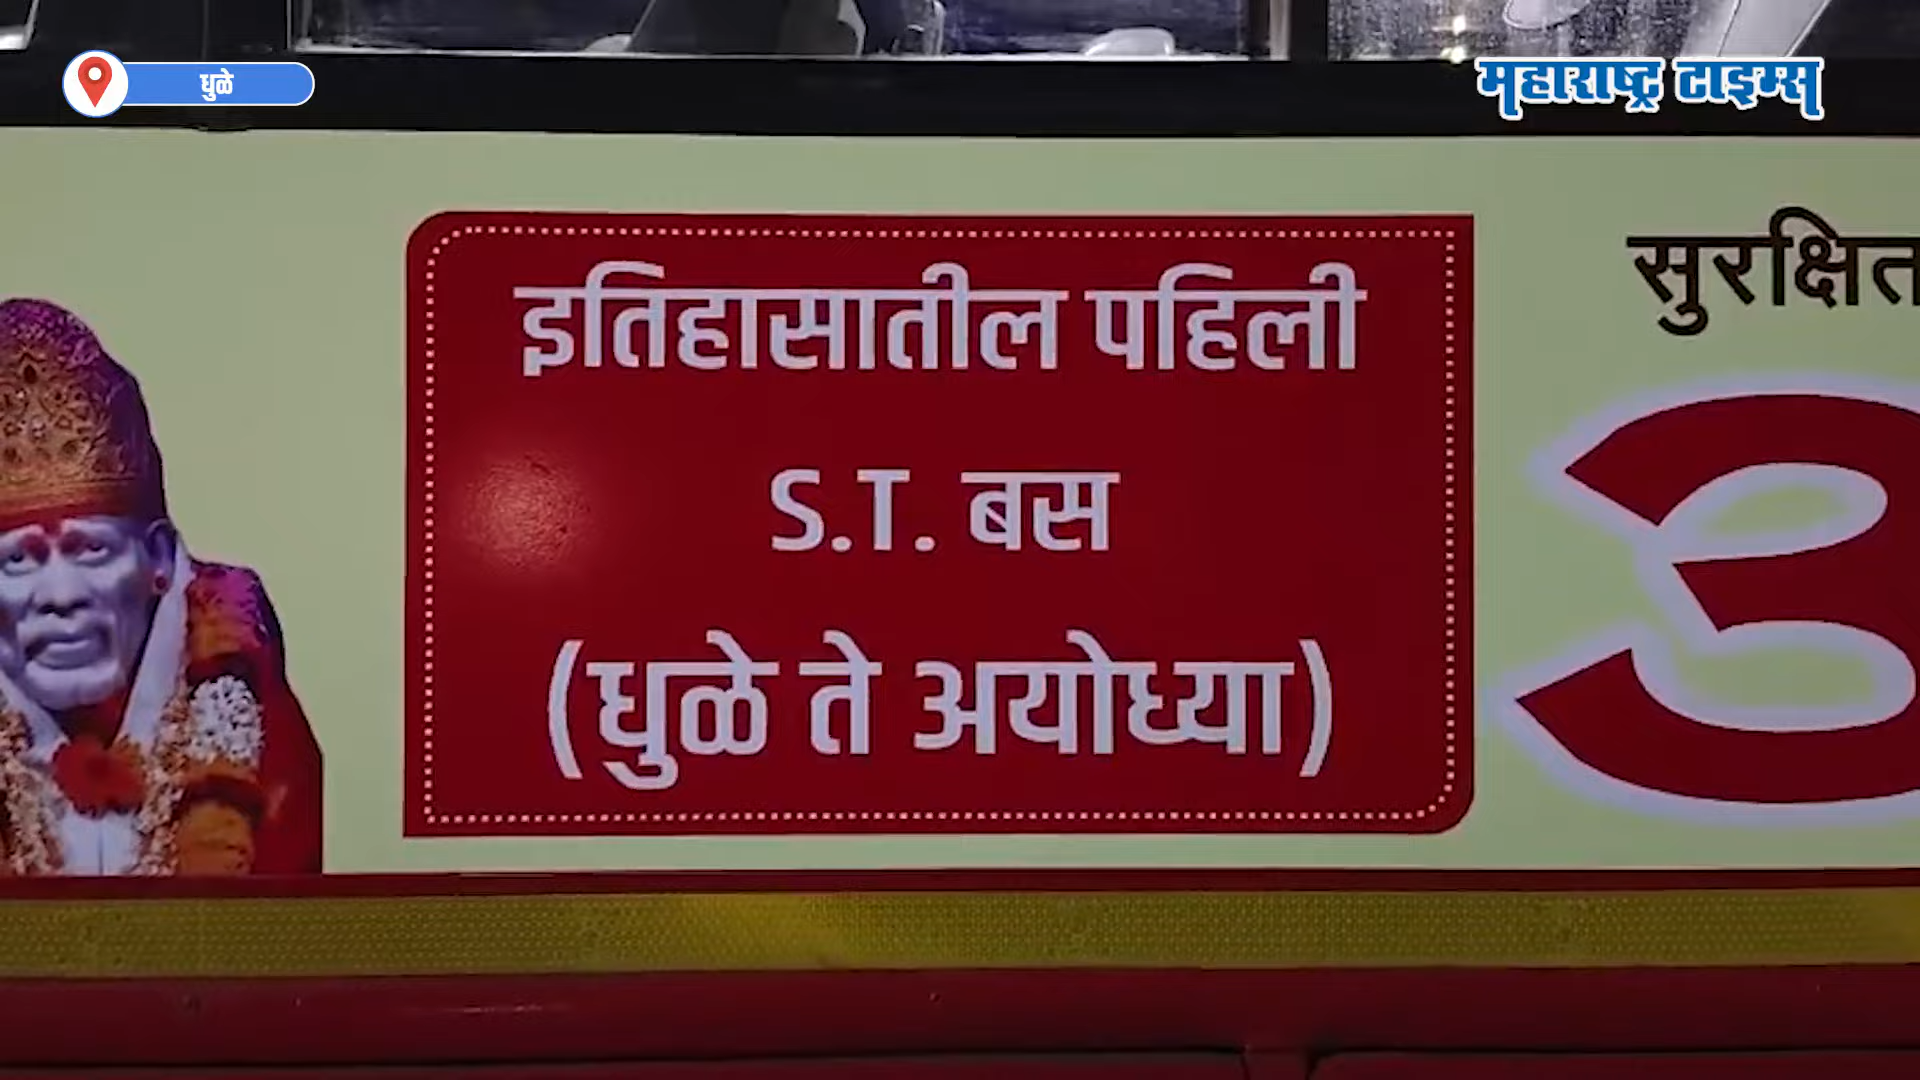 धुळे
महाराष्ट्र टाइम्स
इतिहासातील पहिली
S.T. बस
(धुळे ते अयोध्या)
सुरक्षित